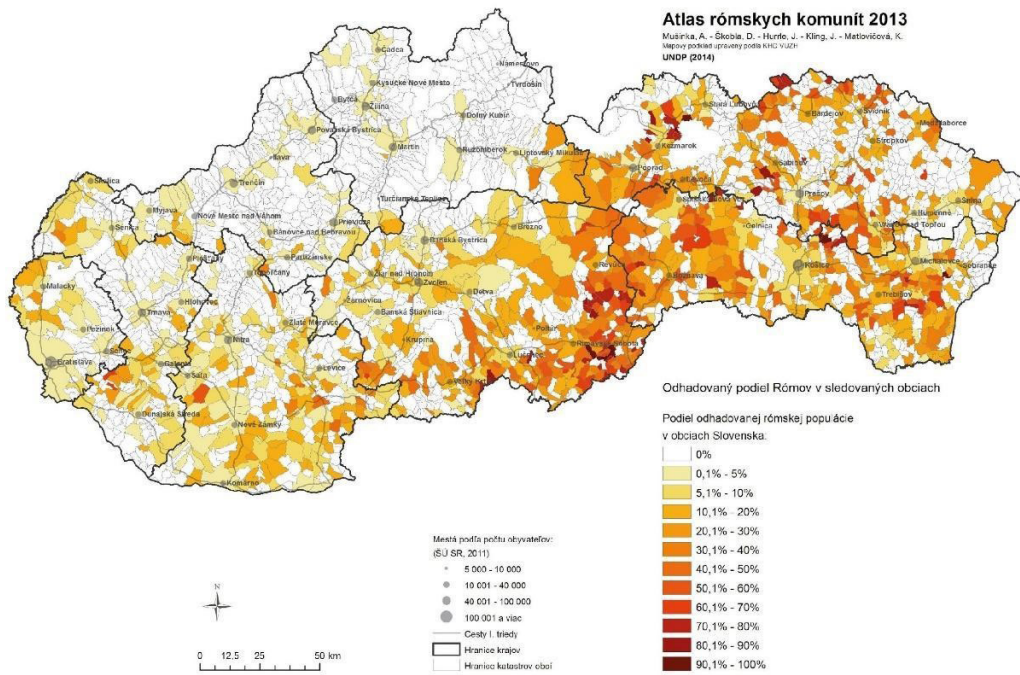 Atlas rómskych komunít 2013
Mušinka, A. - Škobla, D. - Hurrle, J. - Kling, J. - Matlovičová, K.
Mapový podklad upravený podľa KHC VÚZH
UNDP (2014)
Čadca
Námestovo
Kysucké Nové Mesto
Tvrdošín
Bytča
Žilina
Dolný Kubín
Stará Ľubovňa
Bardejov
Svidník
Medzilaborce
Považská Bystrica
Martin
Ružomberok
Liptovský Mikuláš
Kežmarok
Stropkov
Ilava
Poprad
Levoča
Sabinov
Skalica
Trenčín
Turčianske Teplice
Prešov
Snina
Myjava
Nové Mesto nad Váhom
Prievidza
Humenné
Senica
Bánovce nad Bebravou
Banská Bystrica
Brezno
Gelnica
Vranov nad Topľou
Piešťany
Partizánske
Topoľčany
Žiar nad Hronom
Zvolen
Revúca
Rožňava
Košice
Michalovce
Sobrance
Malacky
Hlohovec
Žarnovica
Detva
Trebišov
Trnava
Zlaté Moravce
Banská Štiavnica
Pezinok
Nitra
Krupina
Poltár
Rimavská Sobota
Bratislava
Senec
Galanta
Šaľa
Levice
Lučenec
Veľký Krtíš
Dunajská Streda
Nové Zámky
Komárno
Odhadovaný podiel Rómov v sledovaných obciach
Podiel odhadovanej rómskej populácie
v obciach Slovenska:
0%
0,1% - 5%
5,1% - 10%
10,1% - 20%
20,1% - 30%
30,1% - 40%
40,1% - 50%
50,1% - 60%
60,1% - 70%
70,1% - 80%
80,1% - 90%
90,1% - 100%
Mestá podľa počtu obyvateľov:
(ŠÚ SR, 2011)
5 000 - 10 000
10 001 - 40 000
40 001 - 100 000
100 001 a viac
Cesty I. triedy
Hranice krajov
Hranice katastrov obcí
N
0 12.5 25 50 km